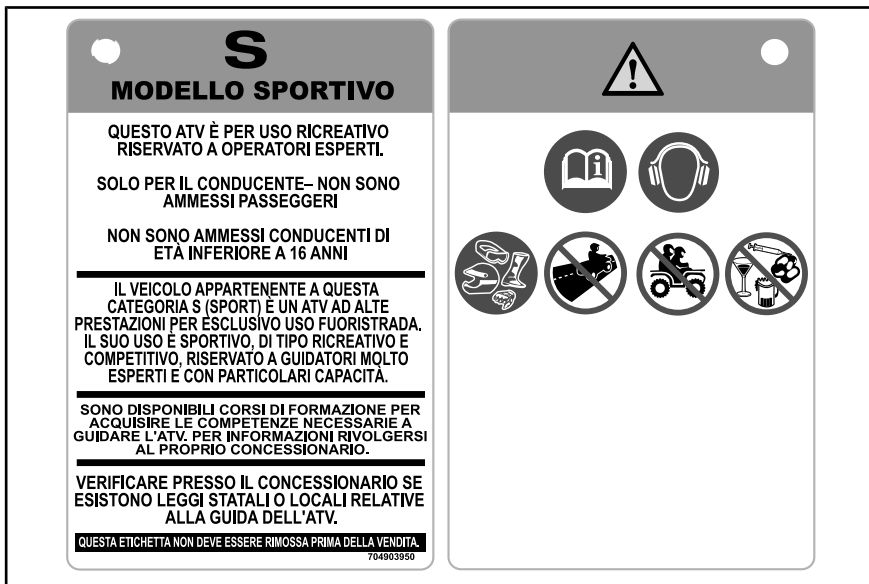 S
MODELLO SPORTIVO
QUESTO ATV È PER USO RICREATIVO
RISERVATO A OPERATORI ESPERTI.
SOLO PER IL CONDUCENTE– NON SONO
AMMESSI PASSEGGERI
NON SONO AMMESSI CONDUCENTI DI
ETÀ INFERIORE A 16 ANNI
IL VEICOLO APPARTENENTE A QUESTA
CATEGORIA S (SPORT) È UN ATV AD ALTE
PRESTAZIONI PER ESCLUSIVO USO FUORISTRADA.
IL SUO USO È SPORTIVO, DI TIPO RICREATIVO E
COMPETITIVO, RISERVATO A GUIDATORI MOLTO
ESPERTI E CON PARTICOLARI CAPACITÀ.
SONO DISPONIBILI CORSI DI FORMAZIONE PER
ACQUISIRE LE COMPETENZE NECESSARIE A
GUIDARE L'ATV. PER INFORMAZIONI RIVOLGERSI
AL PROPRIO CONCESSIONARIO.
VERIFICARE PRESSO IL CONCESSIONARIO SE
ESISTONO LEGGI STATALI O LOCALI RELATIVE
ALLA GUIDA DELL'ATV.
QUESTA ETICHETTA NON DEVE ESSERE RIMOSSA PRIMA DELLA VENDITA.
704903950